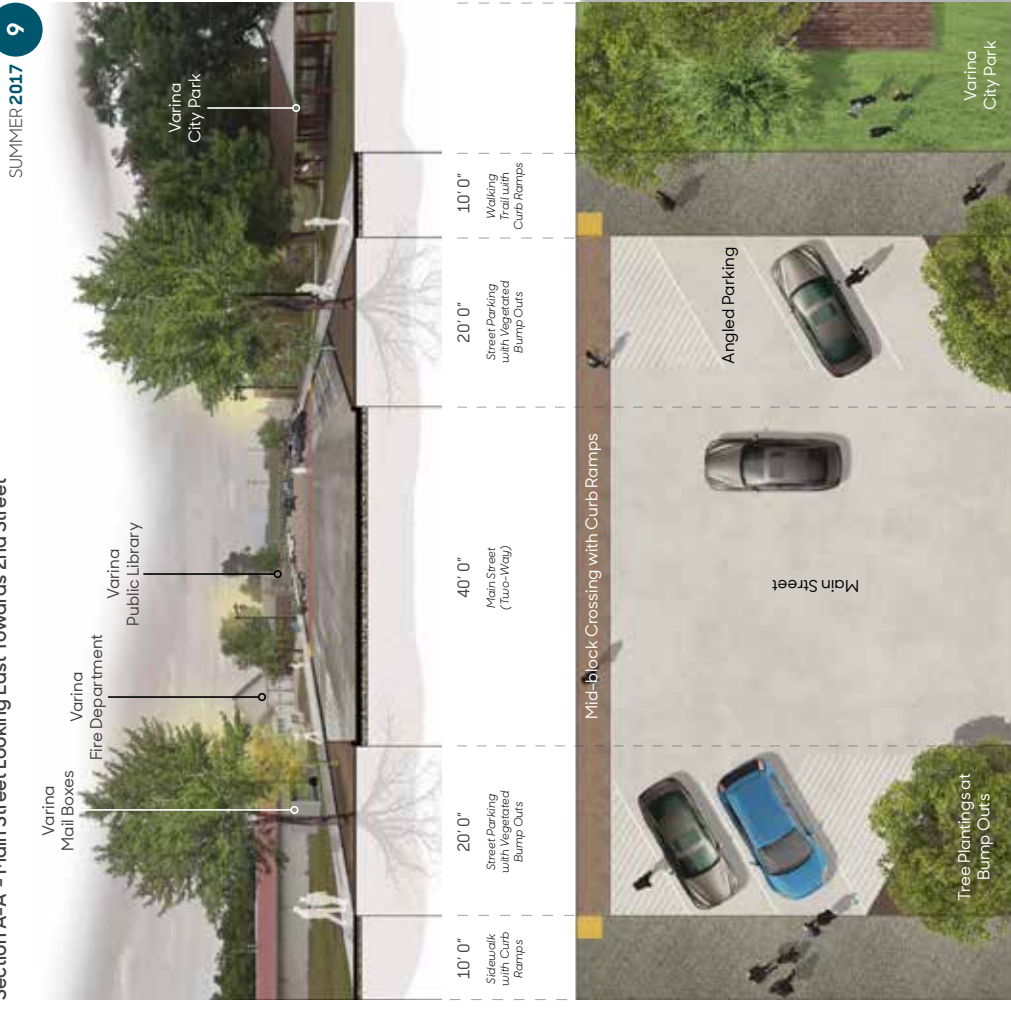 SUMMER 2017
9
Section A-A' - Main Street Looking East Towards 2nd Street
Varina
Mail Boxes
Varina
Fire Department
Varina
Public Library
Varina
City Park
10' 0"
Sidewalk
with Curb
Ramps
20' 0"
Street Parking
with Vegetated
Bump Outs
40' 0"
Main Street
(Two-Way)
20' 0"
Street Parking
with Vegetated
Bump Outs
10' 0"
Walking
Trail with
Curb Ramps
Mid-block Crossing with Curb Ramps
Angled Parking
Main Street
Tree Plantings at
Bump Outs
Varina
City Park